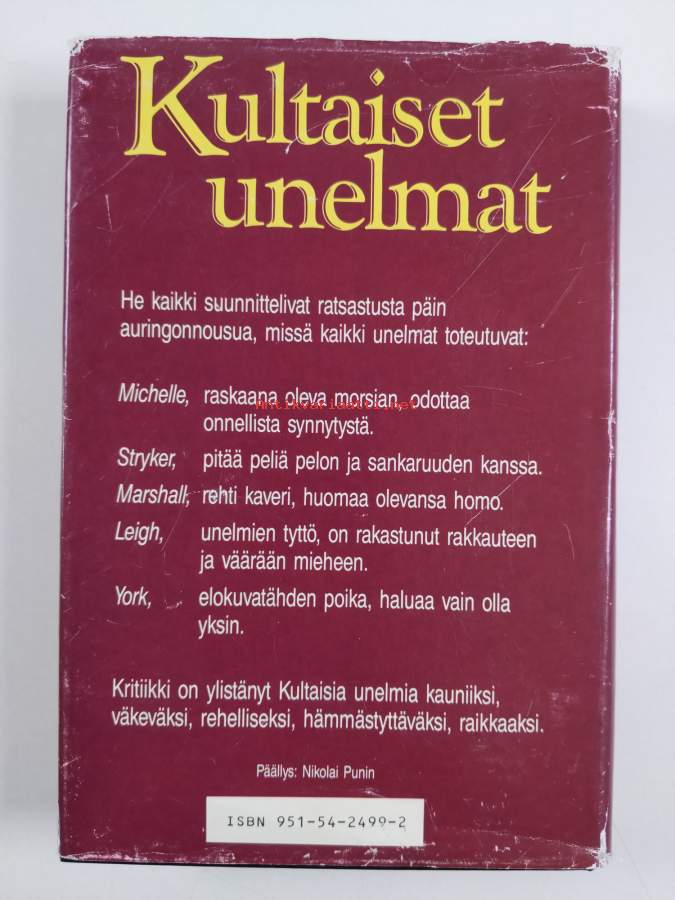 Kultaiset
unelmat
He kaikki suunnittelivat ratsastusta päin
auringonnousua, missä kaikki unelmat toteutuvat:
Michelle, raskaana oleva morsian, odottaa
onnellista synnytystä.
Antikvariaatti.net
Stryker, pitää peliä pelon ja sankaruuden kanssa.
Marshall, rehti kaveri, huomaa olevansa homo.
Leigh, unelmien tyttö, on rakastunut rakkauteen
ja väärään mieheen.
York, elokuvatähden poika, haluaa vain olla
yksin.
Kritiikki on ylistänyt Kultaisia unelmia kauniiksi,
väkeväksi, rehelliseksi, hämmästyttäväksi, raikkaaksi.
Päällys: Nikolai Punin
ISBN 951-54-2499-2